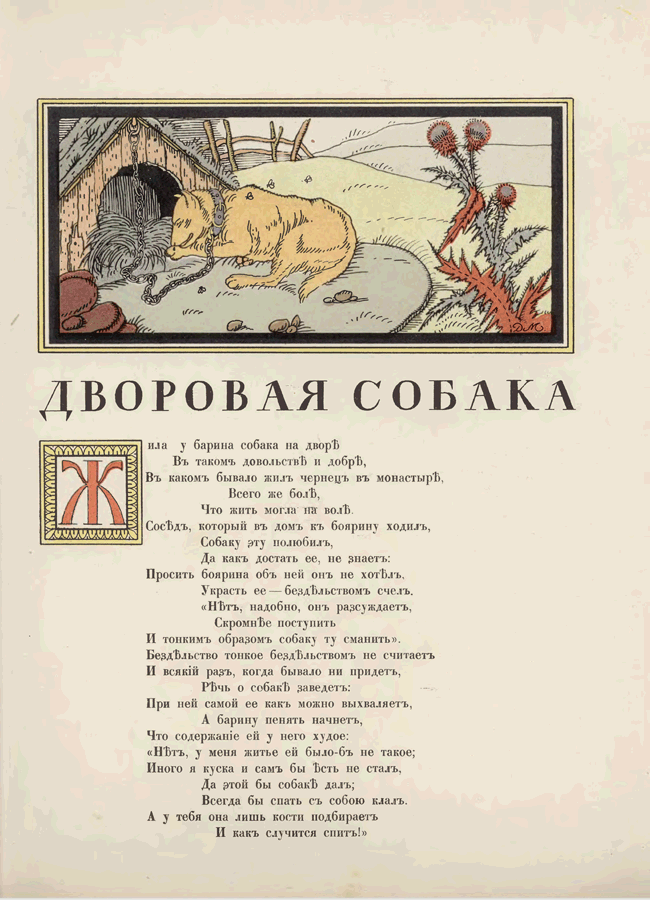 ДМ
ДВОРОВАЯ СОБАКА
Жила у барина собака на дворѣ
Въ такомъ довольствѣ и добрѣ,
Въ какомъ бывало жилъ чернецъ въ монастырѣ,
Всего же болѣ,
Что жить могла на волѣ.
Сосѣдъ, который въ домъ къ боярину ходилъ,
Собаку эту полюбилъ,
Да какъ достать ее, не знаетъ:
Просить боярина объ ней онъ не хотѣлъ.
Украсть ее — бездѣльствомъ счелъ.
«Нѣтъ, надобно, онъ разсуждаетъ,
Скромнѣе поступить
И тонкимъ образомъ собаку ту сманить».
Бездѣльство тонкое бездѣльствомъ не считаетъ
И всякій разъ, когда бывало ни придетъ,
Рѣчь о собакѣ заведетъ:
При ней самой ее какъ можно выхваляетъ,
А барину пенять начнетъ,
Что содержаніе ей у него худое:
«Нѣтъ, у меня житье ей было-бъ не такое;
Иного я куска и самъ бы ѣсть не сталъ,
Да этой бы собакѣ далъ;
Всегда бы спать съ собою клалъ.
А у тебя она лишь кости подбираетъ
И какъ случится спитъ!»